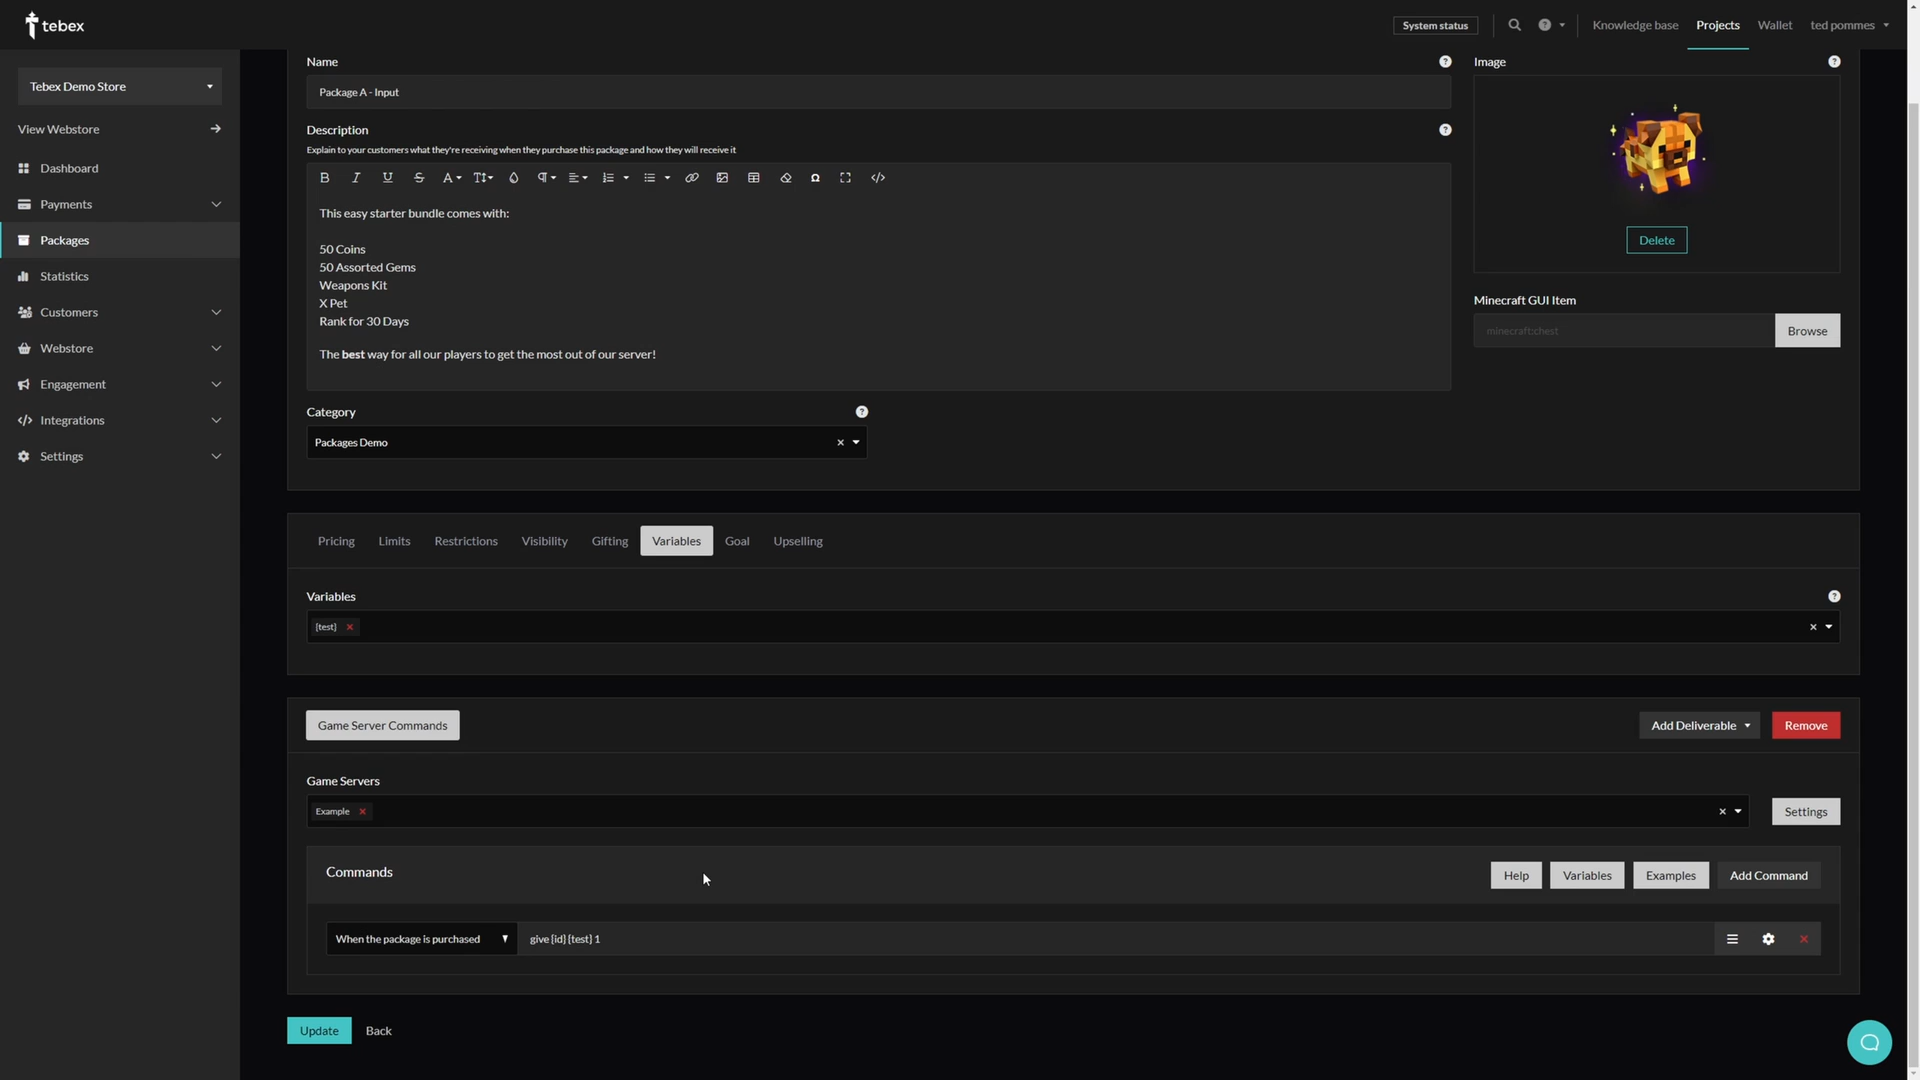 tebex
System status
Knowledge base
Projects
Wallet
ted pommes
Tebex Demo Store
View Webstore
Dashboard
Payments
Packages
Statistics
Customers
Webstore
Engagement
Integrations
Settings
Name
Package A - Input
Description
Explain to your customers what they're receiving when they purchase this package and how they will receive it
This easy starter bundle comes with:
50 Coins
50 Assorted Gems
Weapons Kit
X Pet
Rank for 30 Days
The best way for all our players to get the most out of our server!
Image
Delete
Minecraft GUI Item
minecraft:chest
Browse
Category
Packages Demo
Pricing
Limits
Restrictions
Visibility
Gifting
Variables
Goal
Upselling
Variables
{test}
Game Server Commands
Add Deliverable
Remove
Game Servers
Example
Settings
Commands
Help
Variables
Examples
Add Command
When the package is purchased
give {id} {test} 1
Update
Back